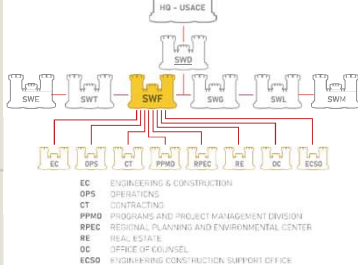 HQ - USACE
SWD
SWE SWT SWF SWG SWL SWM
EC OPS CT PPMD RPEC RE OC ECSO
EC ENGINEERING & CONSTRUCTION
OPS OPERATIONS
CT CONTRACTING
PPMD PROGRAMS AND PROJECT MANAGEMENT DIVISION
RPEC REGIONAL PLANNING AND ENVIRONMENTAL CENTER
RE REAL ESTATE
OC OFFICE OF COUNSEL
ECSO ENGINEERING CONSTRUCTION SUPPORT OFFICE